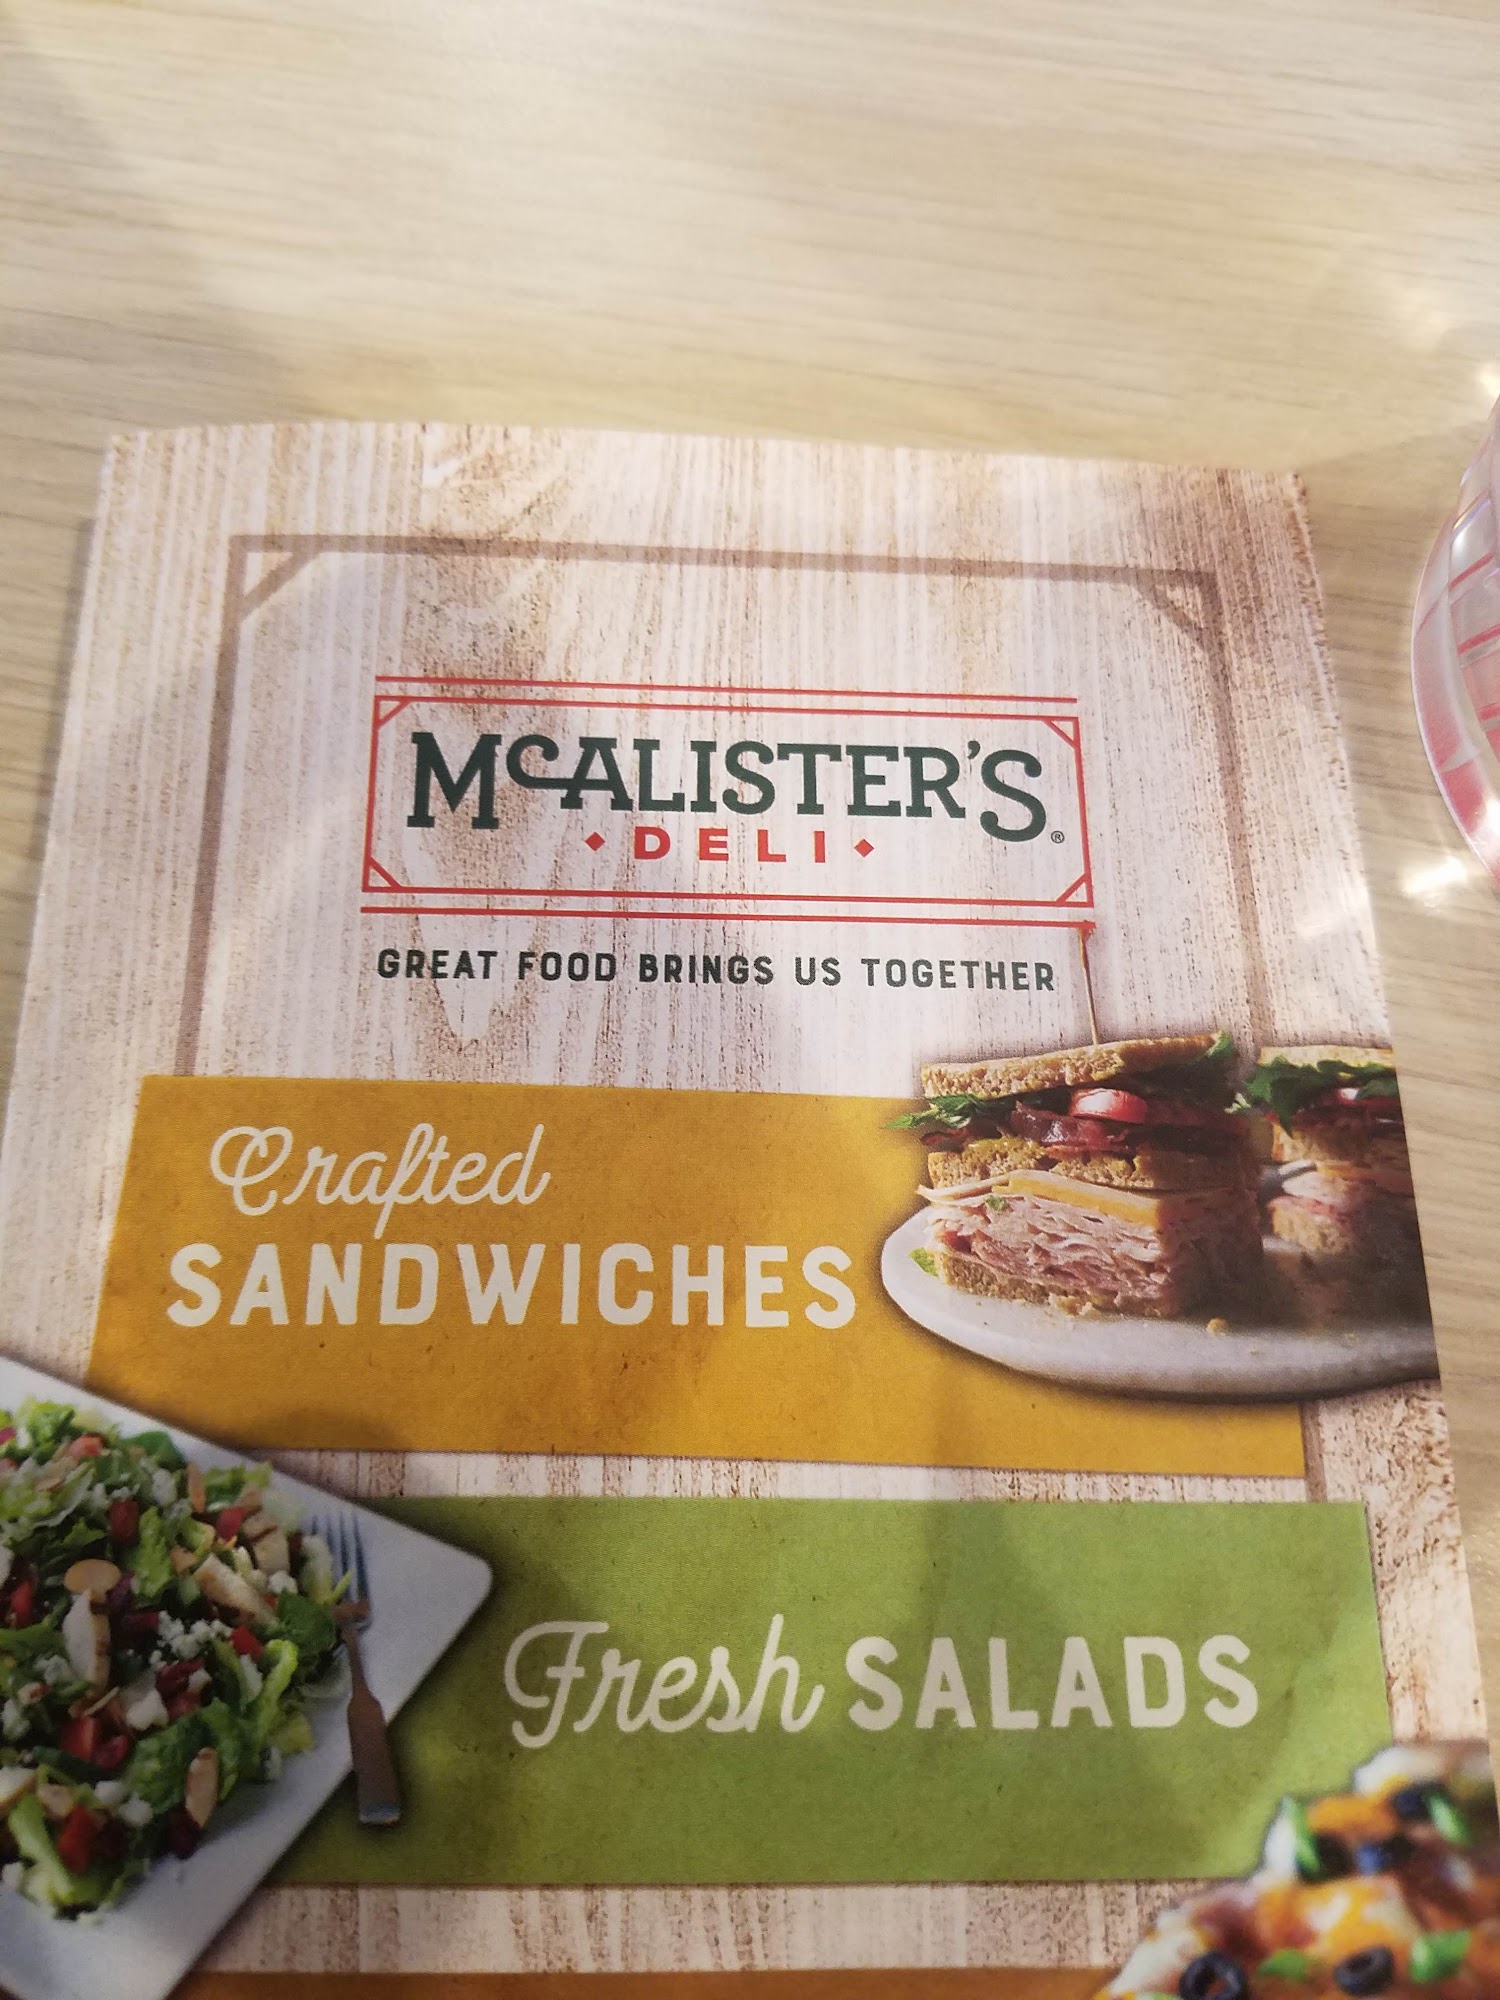 McALISTER'S®
DELI
GREAT FOOD BRINGS US TOGETHER
Crafted
SANDWICHES
Fresh SALADS